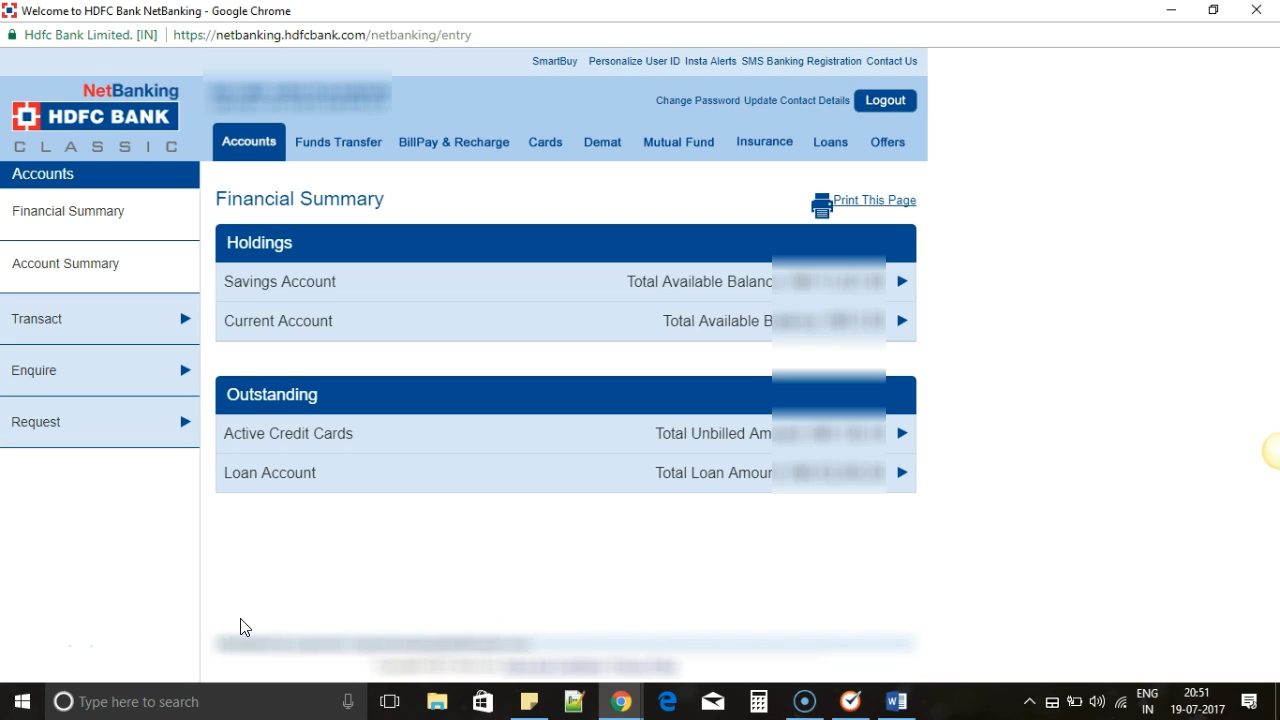 Welcome to HDFC Bank NetBanking - Google Chrome
Hdfc Bank Limited. [IN] https://netbanking.hdfcbank.com/netbanking/entry
SmartBuy Personalize User ID Insta Alerts SMS Banking Registration Contact Us
NetBanking
HDFC BANK
CLASSIC
Change Password Update Contact Details Logout
Accounts Funds Transfer BillPay & Recharge Cards Demat Mutual Fund Insurance Loans Offers
Accounts
Financial Summary
Account Summary
Transact
Enquire
Request
Financial Summary
Print This Page
Holdings
Savings Account Total Available
Current Account Total Available
Outstanding
Active Credit Cards Total Unbilled
Loan Account Total Loan
Type here to search
ENG
IN
20:51
19-07-2017